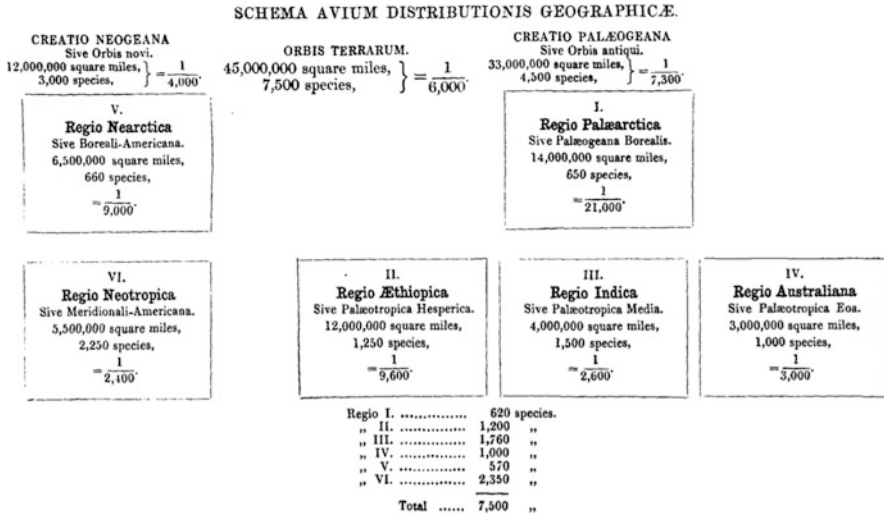 SCHEMA AVIUM DISTRIBUTIONIS GEOGRAPHICÆ.
CREATIO NEOGEANA
Sive Orbis novi.
12,000,000 square miles,
3,000 species,
} = 1/4,000.
ORBIS TERRARUM.
45,000,000 square miles,
7,500 species,
} = 1/6,000.
CREATIO PALÆOGEANA
Sive Orbis antiqui.
33,000,000 square miles,
4,500 species,
} = 1/7,300.
V.
Regio Nearctica
Sive Boreali-Americana.
6,500,000 square miles,
660 species,
= 1/9,000.
I.
Regio Palæarctica
Sive Palæogeana Borealis.
14,000,000 square miles,
650 species,
= 1/21,000.
VI.
Regio Neotropica
Sive Meridionali-Americana.
5,500,000 square miles,
2,250 species,
= 1/2,400.
II.
Regio Æthiopica
Sive Palæotropica Hesperica.
12,000,000 square miles,
1,250 species,
= 1/9,600.
III.
Regio Indica
Sive Palæotropica Media.
4,000,000 square miles,
1,500 species,
= 1/2,600.
IV.
Regio Australiana
Sive Palæotropica Eoa.
3,000,000 square miles,
1,000 species,
= 1/3,000.
Regio I. ............... 620 species.
„ II. ............... 1,200 „
„ III. ............... 1,760 „
„ IV. ............... 1,000 „
„ V. ............... 570 „
„ VI. ............... 2,350 „
Total ...... 7,500 „